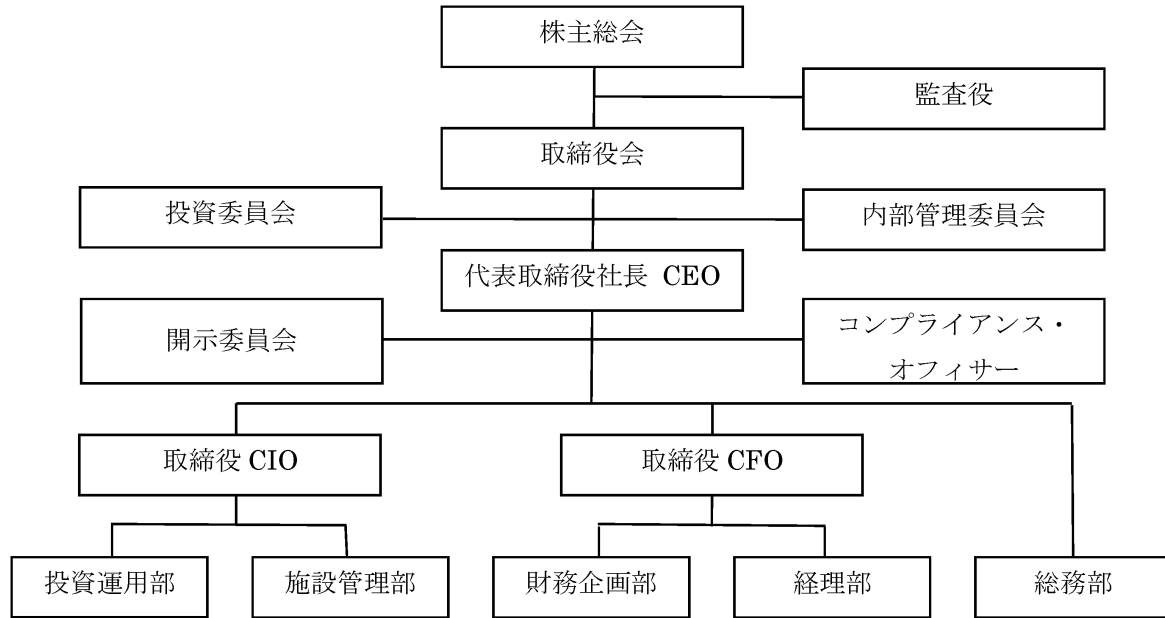 株主総会
監査役
取締役会
投資委員会
内部管理委員会
代表取締役社長 CEO
開示委員会
コンプライアンス・
オフィサー
取締役 CIO
取締役 CFO
投資運用部
施設管理部
財務企画部
経理部
総務部